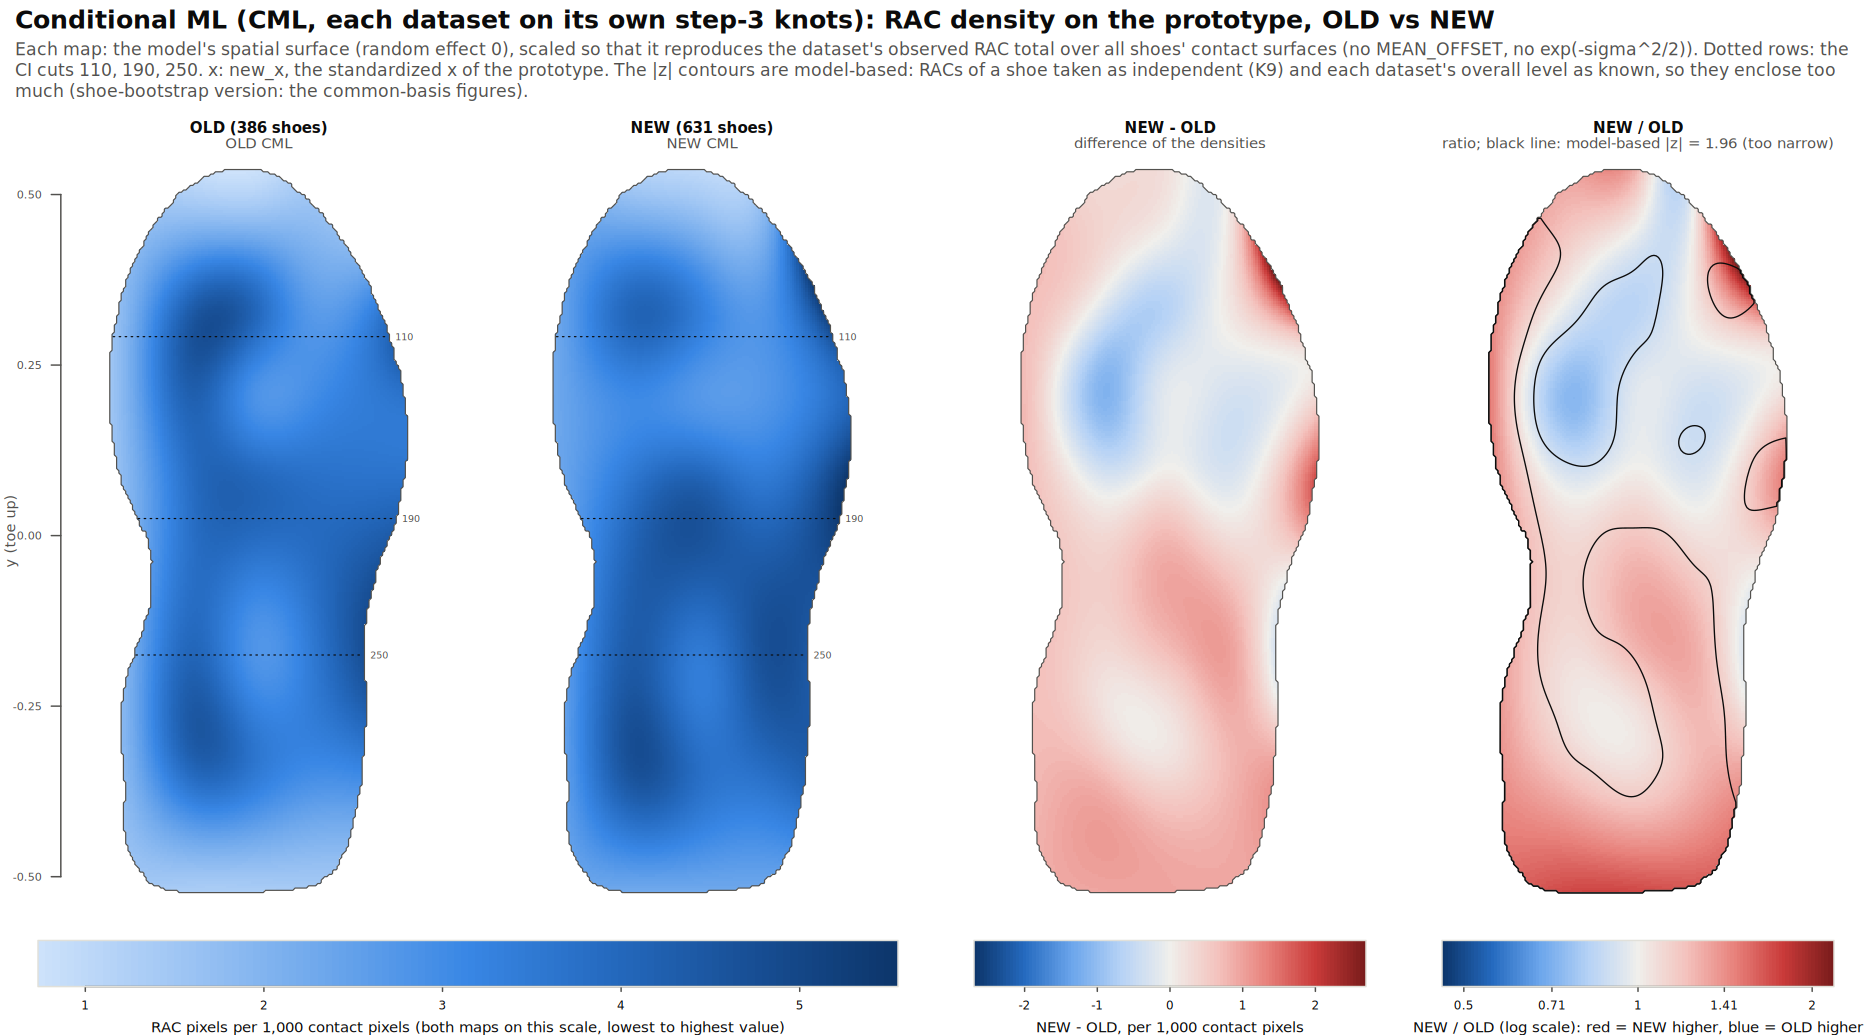 Conditional ML (CML, each dataset on its own step-3 knots): RAC density on the prototype, OLD vs NEW
Each map: the model's spatial surface (random effect 0), scaled so that it reproduces the dataset's observed RAC total over all shoes' contact surfaces (no MEAN_OFFSET, no exp(-sigma^2/2)). Dotted rows: the
CI cuts 110, 190, 250. x: new_x, the standardized x of the prototype. The |z| contours are model-based: RACs of a shoe taken as independent (K9) and each dataset's overall level as known, so they enclose too
much (shoe-bootstrap version: the common-basis figures).
OLD (386 shoes)
OLD CML
NEW (631 shoes)
NEW CML
NEW - OLD
difference of the densities
NEW / OLD
ratio; black line: model-based |z| = 1.96 (too narrow)
y (toe up)
0.50
0.25
0.00
-0.25
-0.50
110
190
250
110
190
250
1 2 3 4 5
RAC pixels per 1,000 contact pixels (both maps on this scale, lowest to highest value)
-2 -1 0 1 2
NEW - OLD, per 1,000 contact pixels
0.5 0.71 1 1.41 2
NEW / OLD (log scale): red = NEW higher, blue = OLD higher